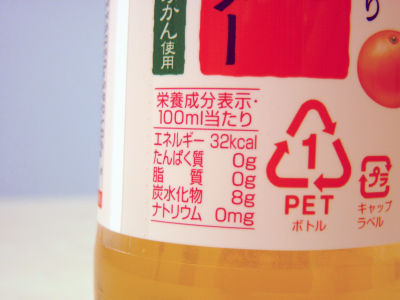 り
かん使用
ー
栄養成分表示・
100ml当たり
エネルギー 32kcal
たんぱく質 0g
脂質 0g
炭水化物 8g
ナトリウム 0mg
1
PET
ボトル
プラ
キャップ
ラベル